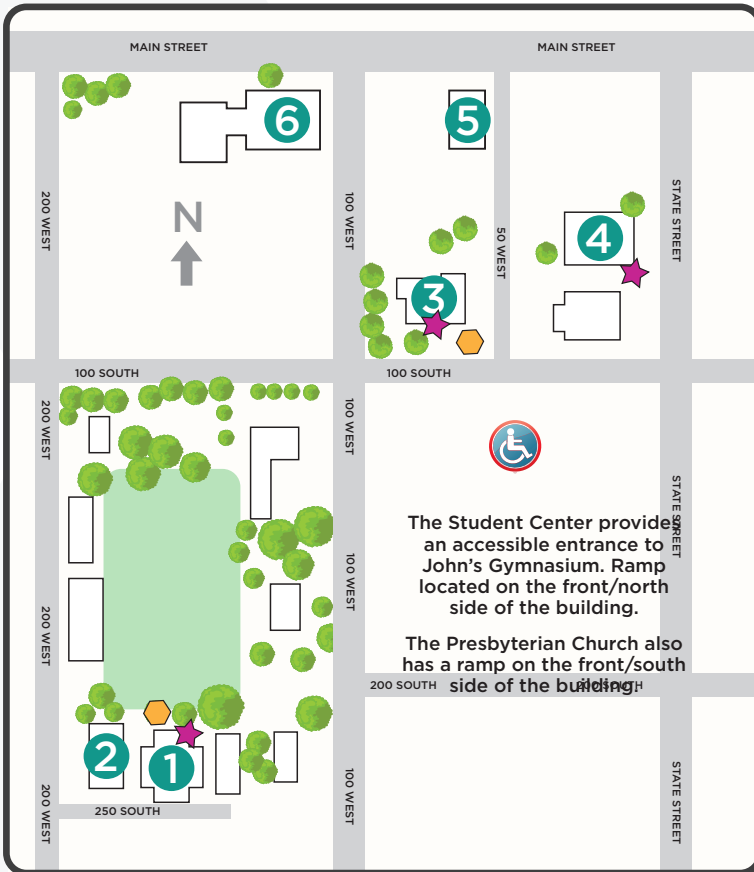 MAIN STREET
MAIN STREET
6
5
200 WEST
N
100 WEST
50 WEST
STATE STREET
4
3
100 SOUTH
100 SOUTH
200 WEST
100 WEST
STATE STREET
The Student Center provides
an accessible entrance to
John's Gymnasium. Ramp
located on the front/north
side of the building.
The Presbyterian Church also
has a ramp on the front/south
side of the building.
200 WEST
100 WEST
200 SOUTH
200 SOUTH
2
1
200 WEST
100 WEST
STATE STREET
250 SOUTH